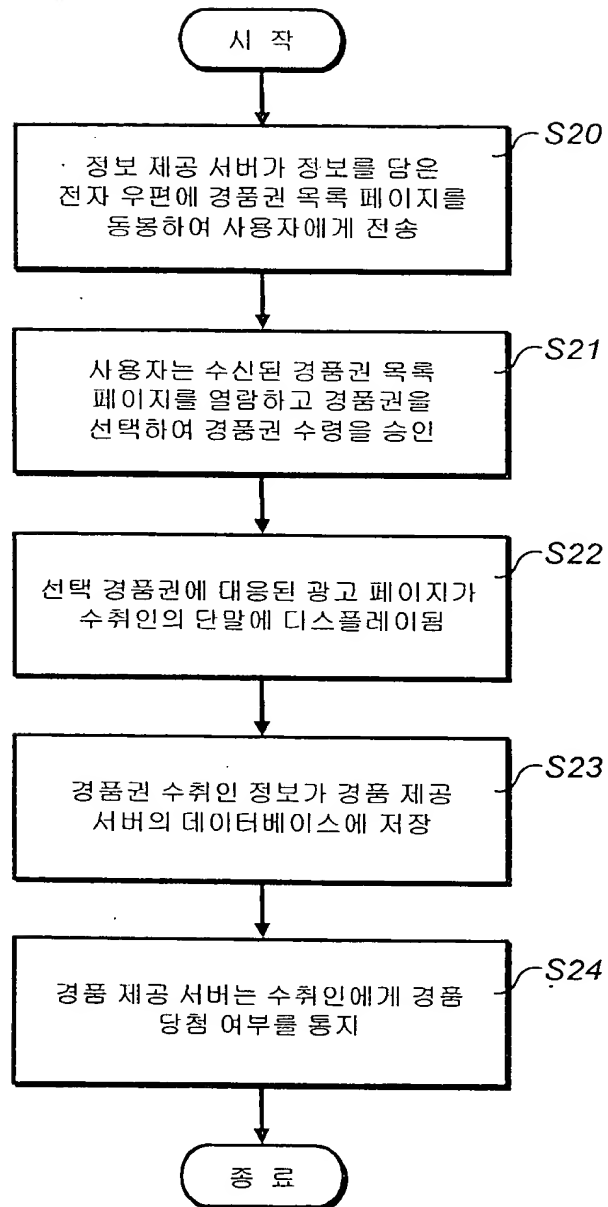 시 작
S20
정보 제공 서버가 정보를 담은
전자 우편에 경품권 목록 페이지를
동봉하여 사용자에게 전송
S21
사용자는 수신된 경품권 목록
페이지를 열람하고 경품권을
선택하여 경품권 수령을 승인
S22
선택 경품권에 대응된 광고 페이지가
수취인의 단말에 디스플레이됨
S23
경품권 수취인 정보가 경품 제공
서버의 데이터베이스에 저장
S24
경품 제공 서버는 수취인에게 경품
당첨 여부를 통지
종 료